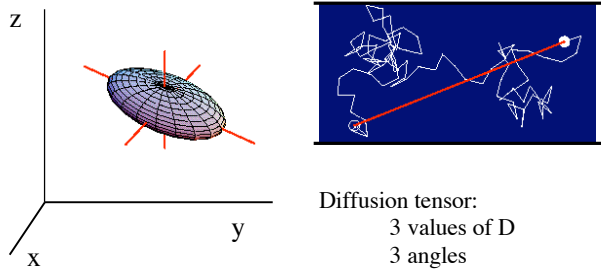 z
y
x
Diffusion tensor:
3 values of D
3 angles